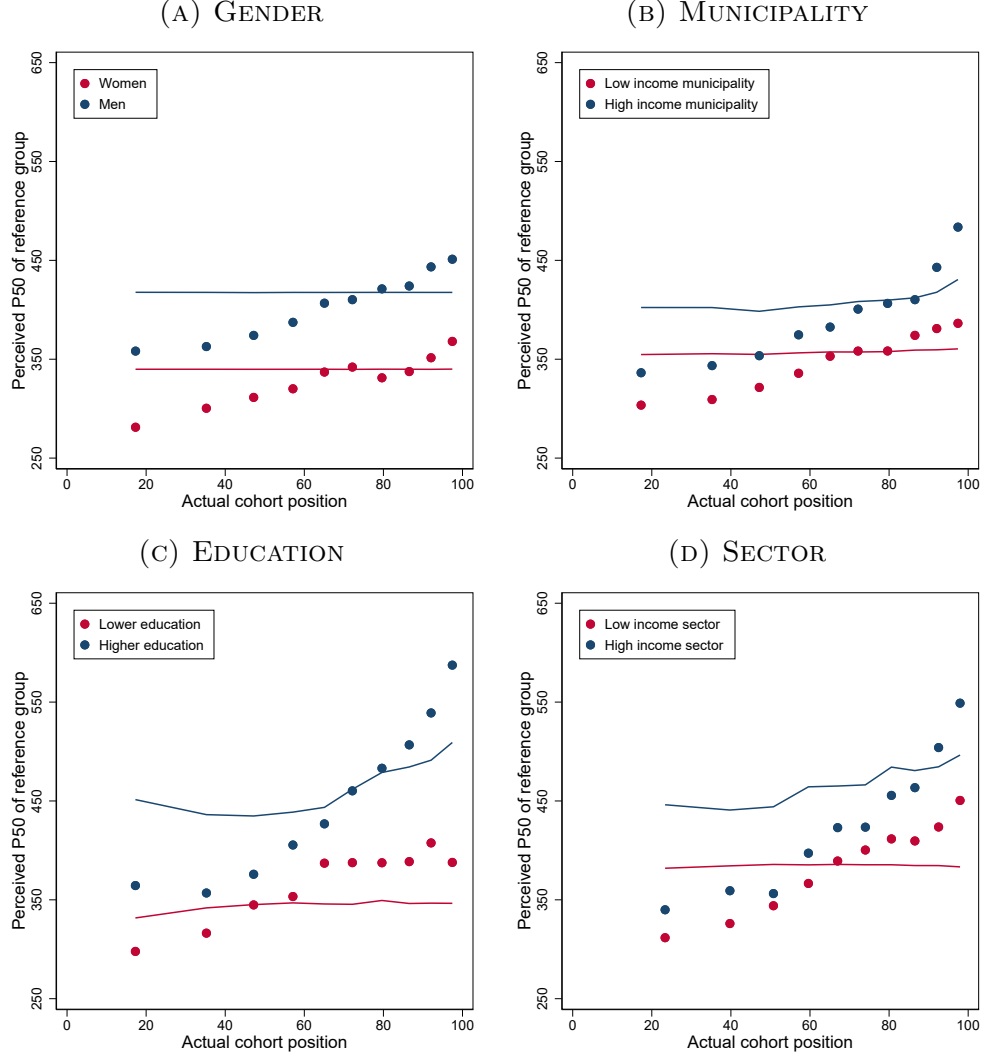 (A) GENDER
Perceived P50 of reference group
650
550
450
350
250
Women
Men
0 20 40 60 80 100
Actual cohort position
(B) MUNICIPALITY
Perceived P50 of reference group
650
550
450
350
250
Low income municipality
High income municipality
0 20 40 60 80 100
Actual cohort position
(C) EDUCATION
Perceived P50 of reference group
650
550
450
350
250
Lower education
Higher education
0 20 40 60 80 100
Actual cohort position
(D) SECTOR
Perceived P50 of reference group
650
550
450
350
250
Low income sector
High income sector
0 20 40 60 80 100
Actual cohort position